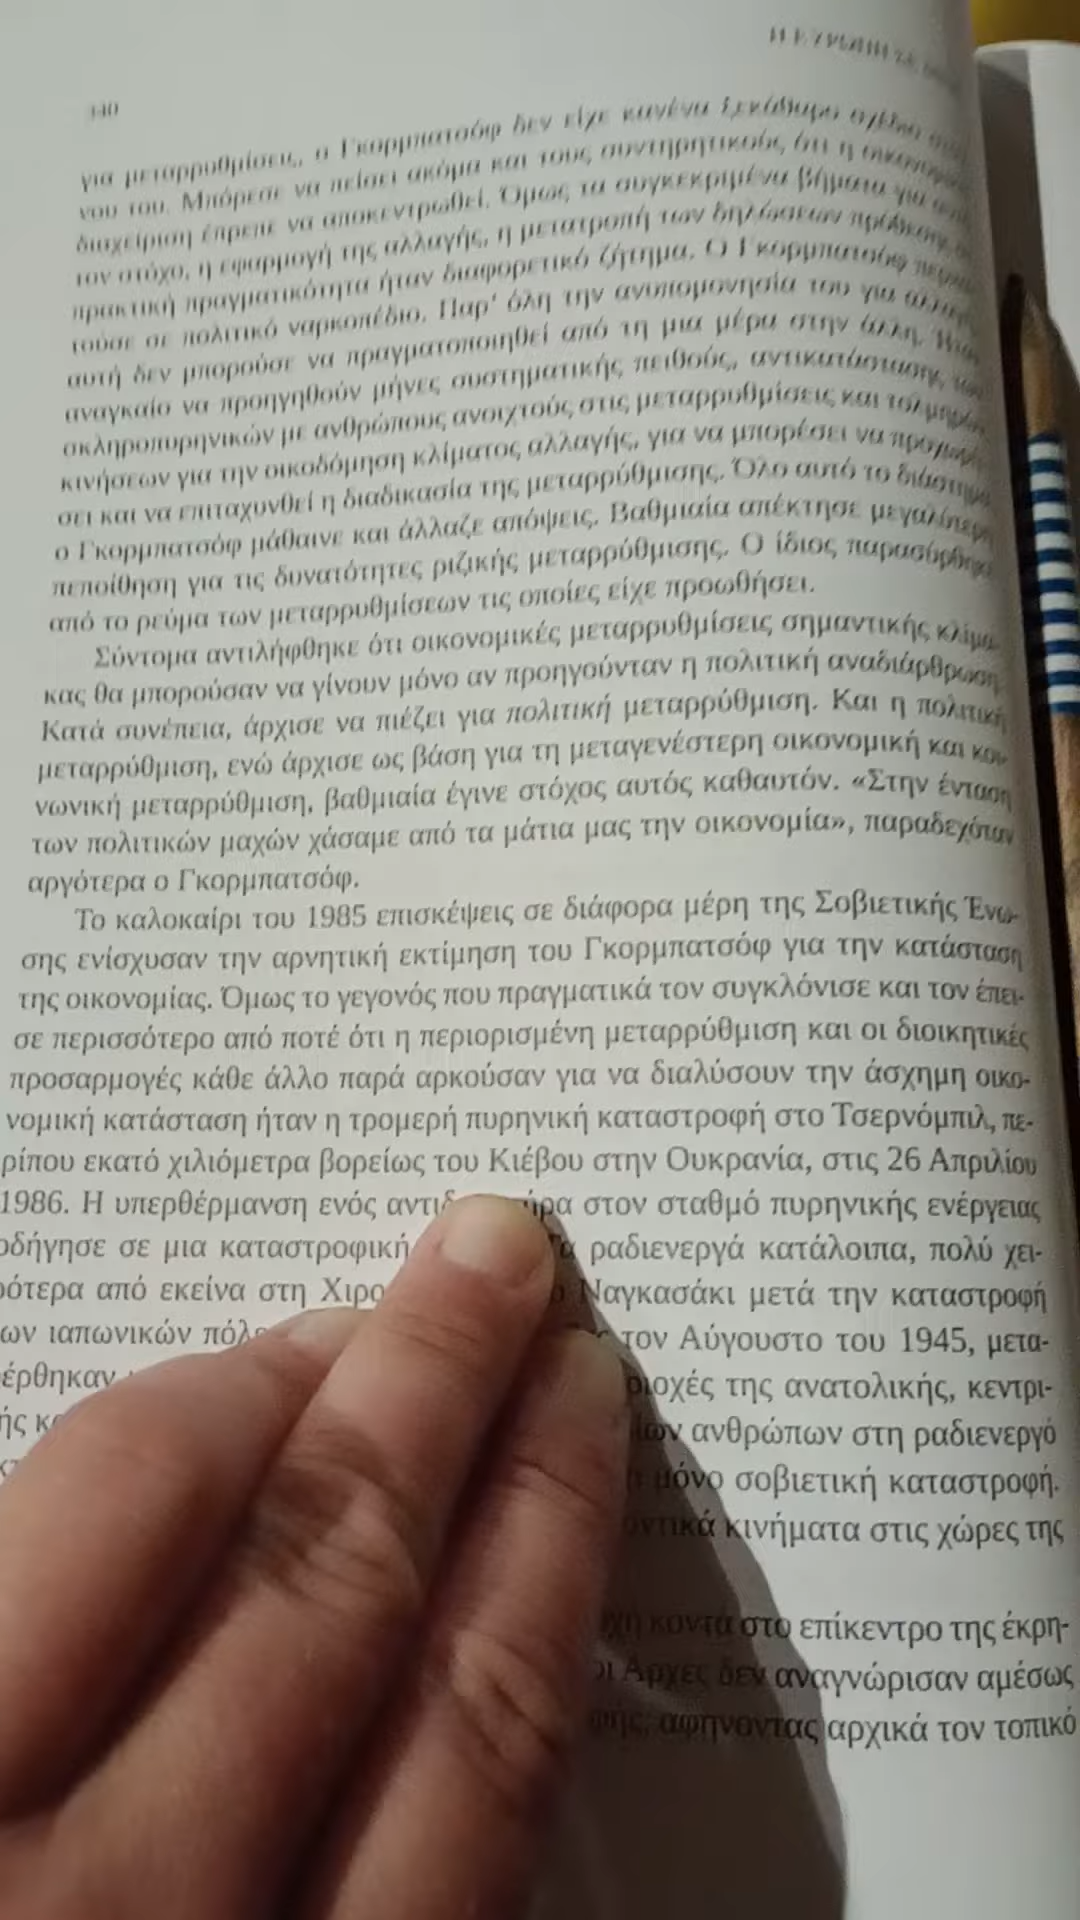 340
για μεταρρυθμίσεις, ο Γκορμπατσόφ δεν είχε κανένα ξεκάθαρο σχέδιο
νου του. Μπόρεσε να πείσει ακόμα και τους συντηρητικούς ότι η
διαχείριση έπρεπε να αποκεντρωθεί. Όμως τα συγκεκριμένα βήματα για
τον στόχο, η εφαρμογή της αλλαγής, η μετατροπή των δηλώσεων
πρακτική πραγματικότητα ήταν διαφορετικό ζήτημα. Ο Γκορμπατσόφ
τούσε σε πολιτικό ναρκοπέδιο. Παρ’ όλη την ανυπομονησία του για
αυτή δεν μπορούσε να πραγματοποιηθεί από τη μια μέρα στην άλλη.
αναγκαίο να προηγηθούν μήνες συστηματικής πειθούς, αντικατάστασης
σκληροπυρηνικών με ανθρώπους ανοιχτούς στις μεταρρυθμίσεις και
κινήσεων για την οικοδόμηση κλίματος αλλαγής, για να μπορέσει να
σει και να επιταχυνθεί η διαδικασία της μεταρρύθμισης. Όλο αυτό το διάστημα
ο Γκορμπατσόφ μάθαινε και άλλαζε απόψεις. Βαθμιαία απέκτησε μεγαλύτερη
πεποίθηση για τις δυνατότητες ριζικής μεταρρύθμισης. Ο ίδιος παρασύρθηκε
από το ρεύμα των μεταρρυθμίσεων τις οποίες είχε προωθήσει.
Σύντομα αντιλήφθηκε ότι οικονομικές μεταρρυθμίσεις σημαντικής κλίμα-
κας θα μπορούσαν να γίνουν μόνο αν προηγούνταν η πολιτική αναδιάρθρωση.
Κατά συνέπεια, άρχισε να πιέζει για πολιτική μεταρρύθμιση. Και η πολιτική
μεταρρύθμιση, ενώ άρχισε ως βάση για τη μεταγενέστερη οικονομική και κοι-
νωνική μεταρρύθμιση, βαθμιαία έγινε στόχος αυτός καθαυτόν. «Στην ένταση
των πολιτικών μαχών χάσαμε από τα μάτια μας την οικονομία», παραδεχόταν
αργότερα ο Γκορμπατσόφ.
Το καλοκαίρι του 1985 επισκέψεις σε διάφορα μέρη της Σοβιετικής Ένω-
σης ενίσχυσαν την αρνητική εκτίμηση του Γκορμπατσόφ για την κατάσταση
της οικονομίας. Όμως το γεγονός που πραγματικά τον συγκλόνισε και τον έπει-
σε περισσότερο από ποτέ ότι η περιορισμένη μεταρρύθμιση και οι διοικητικές
προσαρμογές κάθε άλλο παρά αρκούσαν για να διαλύσουν την άσχημη οικο-
νομική κατάσταση ήταν η τρομερή πυρηνική καταστροφή στο Τσερνόμπιλ, πε-
ρίπου εκατό χιλιόμετρα βορείως του Κιέβου στην Ουκρανία, στις 26 Απριλίου
1986. Η υπερθέρμανση ενός στον σταθμό πυρηνικής ενέργειας
οδήγησε σε μια καταστροφική ραδιενεργά κατάλοιπα, πολύ χει-
ρότερα από εκείνα στη Ναγκασάκι μετά την καταστροφή
ων ιαπωνικών τον Αύγουστο του 1945, μετα-
έρθηκαν της ανατολικής, κεντρι-
ής ανθρώπων στη ραδιενεργό
μόνο σοβιετική καταστροφή.
κινήματα στις χώρες της
κοντά στο επίκεντρο της έκρη-
οι Αρχές δεν αναγνώρισαν αμέσως
αφήνοντας αρχικά τον τοπικό